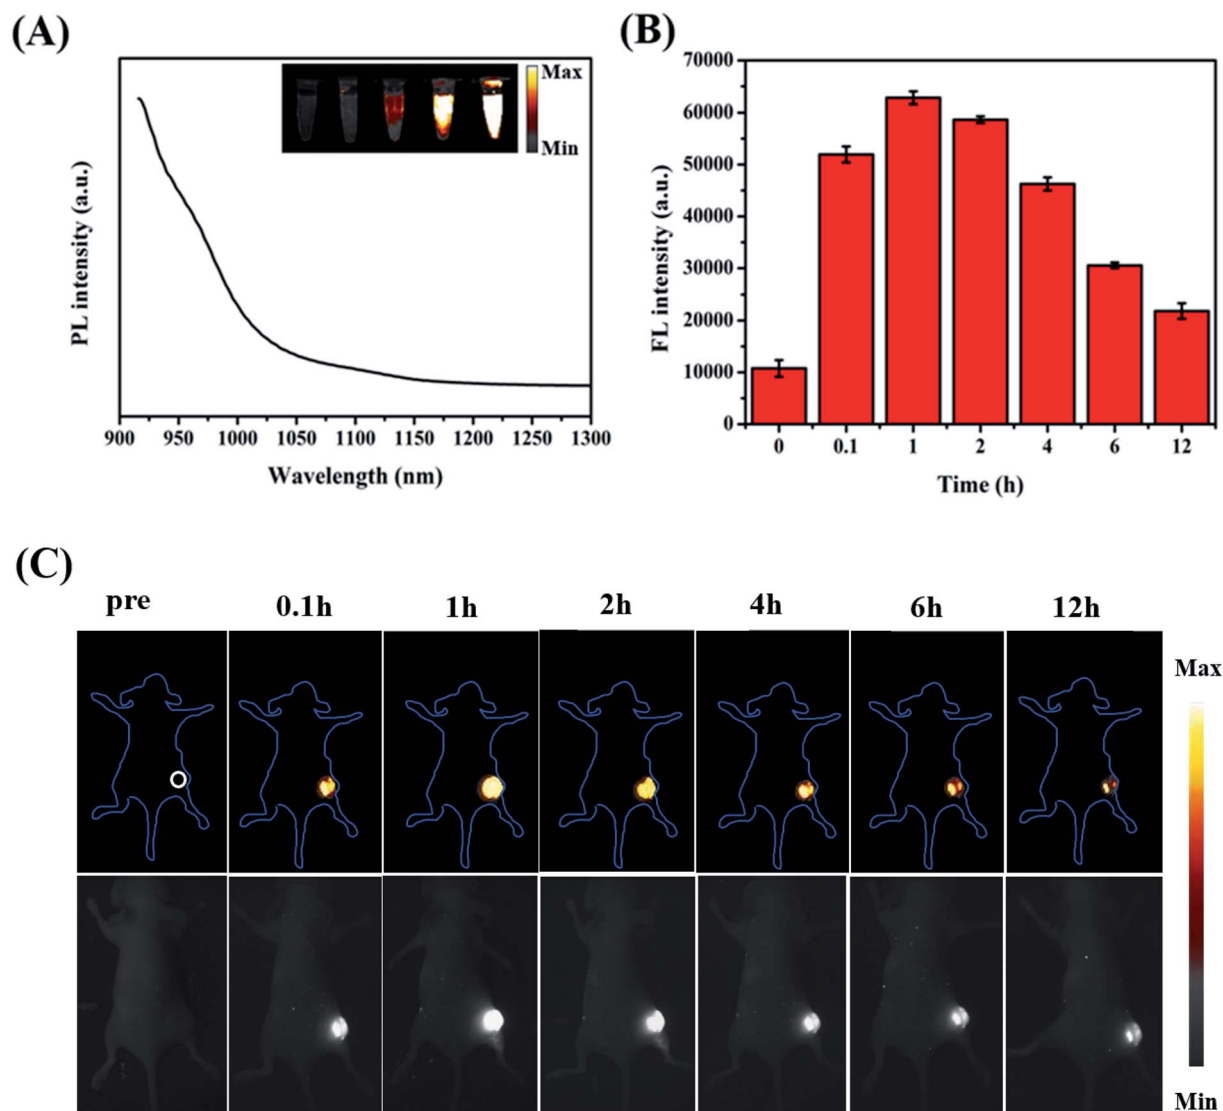 (A)
PL intensity (a.u.)
Max
Min
900 950 1000 1050 1100 1150 1200 1250 1300
Wavelength (nm)
(B)
FL intensity (a.u.)
70000
60000
50000
40000
30000
20000
10000
0
0 0.1 1 2 4 6 12
Time (h)
(C)
pre 0.1h 1h 2h 4h 6h 12h
Max
Min